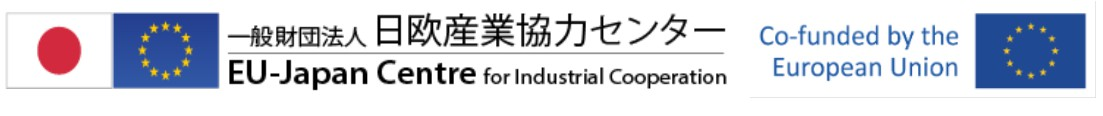 一般財団法人 日欧産業協力センター
EU-Japan Centre for Industrial Cooperation
Co-funded by the
European Union